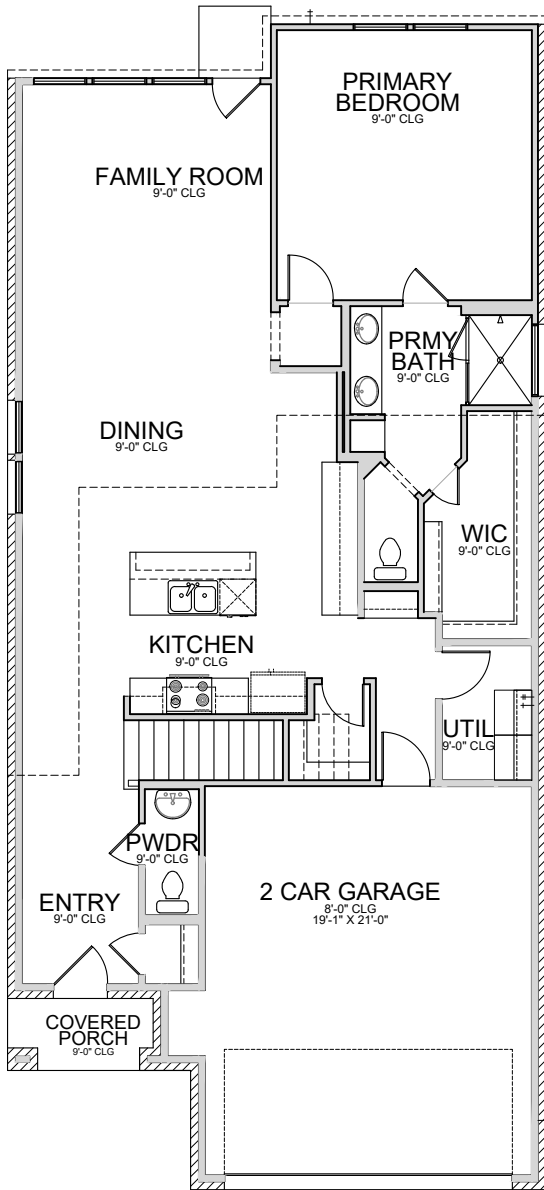 PRIMARY
BEDROOM
9'-0" CLG
FAMILY ROOM
9'-0" CLG
PRMY
BATH
9'-0" CLG
DINING
9'-0" CLG
WIC
9'-0" CLG
KITCHEN
9'-0" CLG
UTIL
9'-0" CLG
PWDR
9'-0" CLG
2 CAR GARAGE
8'-0" CLG
19'-1" X 21'-0"
ENTRY
9'-0" CLG
COVERED
PORCH
9'-0" CLG